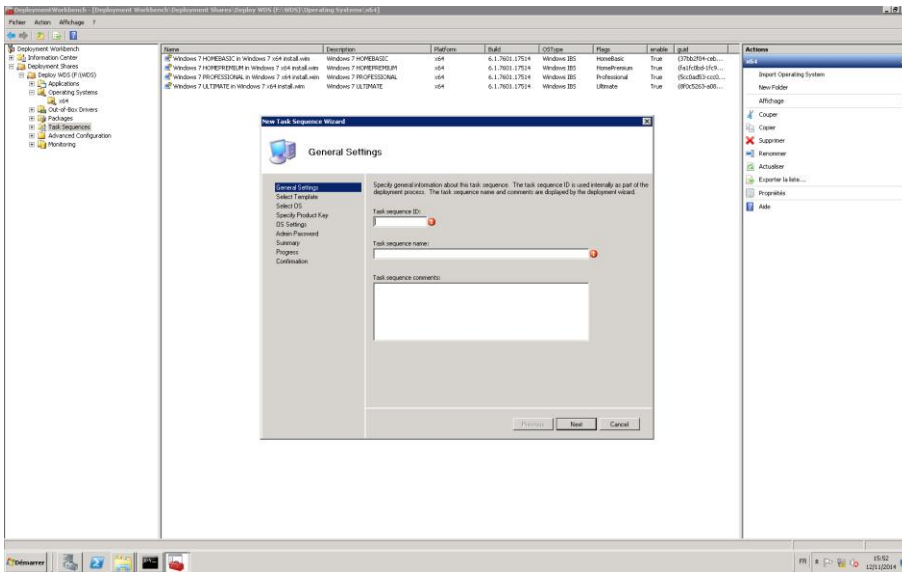 DeploymentWorkbench - [Deployment Workbench\Deployment Shares\Deploy WDS (F:\WDS)\Operating Systems\x64]
Fichier Action Affichage ?
Deployment Workbench
Information Center
Deployment Shares
Deploy WDS (F:\WDS)
Applications
Operating Systems
x64
Out-of-Box Drivers
Packages
Task Sequences
Advanced Configuration
Monitoring
Name Description Platform Build OSType Flags enable guid
Windows 7 HOMEBASIC in Windows 7 x64 install.wim Windows 7 HOMEBASIC x64 6.1.7601.17514 Windows IBS HomeBasic True
Windows 7 HOMEPREMIUM in Windows 7 x64 install.wim Windows 7 HOMEPREMIUM x64 6.1.7601.17514 Windows IBS HomePremium True
Windows 7 PROFESSIONAL in Windows 7 x64 install.wim Windows 7 PROFESSIONAL x64 6.1.7601.17514 Windows IBS Professional True
Windows 7 ULTIMATE in Windows 7 x64 install.wim Windows 7 ULTIMATE x64 6.1.7601.17514 Windows IBS Ultimate True
Actions
x64
Import Operating System
New Folder
Affichage
Couper
Copier
Supprimer
Renommer
Actualiser
Exporter la liste...
Propriétés
Aide
New Task Sequence Wizard
General Settings
General Settings
Select Template
Select OS
Specify Product Key
OS Settings
Admin Password
Summary
Progress
Confirmation
Specify general information about this task sequence. The task sequence ID is used internally as part of the
deployment process. The task sequence name and comments are displayed by the deployment wizard.
Task sequence ID:
Task sequence name:
Task sequence comments:
Previous Next Cancel
Démarrer
FR
15:52
12/11/2014